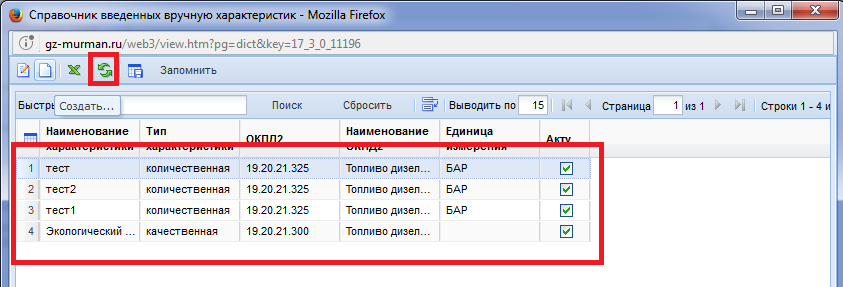 Справочник введенных вручную характеристик - Mozilla Firefox
gz-murman.ru/web3/view.htm?pg=dict&key=17_3_0_11196
Запомнить
Быстры Создать... Поиск Сбросить Выводить по 15 Страница 1 из 1 Строки 1 - 4 и
Наименование характеристики Тип характеристики ОКПД2 Наименование ОКПД2 Единица измерения Акту
1 тест количественная 19.20.21.325 Топливо дизел... БАР
2 тест2 количественная 19.20.21.325 Топливо дизел... БАР
3 тест1 количественная 19.20.21.325 Топливо дизел... БАР
4 Экологический ... качественная 19.20.21.300 Топливо дизел...